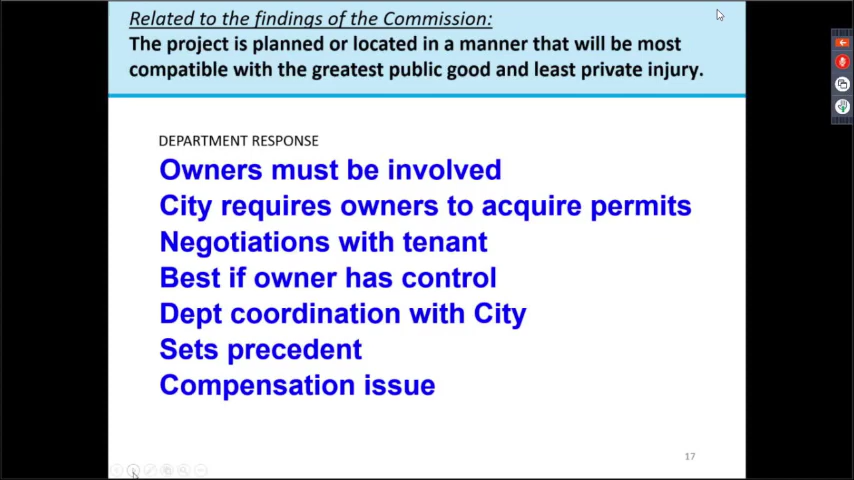 Related to the findings of the Commission:
The project is planned or located in a manner that will be most
compatible with the greatest public good and least private injury.
DEPARTMENT RESPONSE
Owners must be involved
City requires owners to acquire permits
Negotiations with tenant
Best if owner has control
Dept coordination with City
Sets precedent
Compensation issue
17